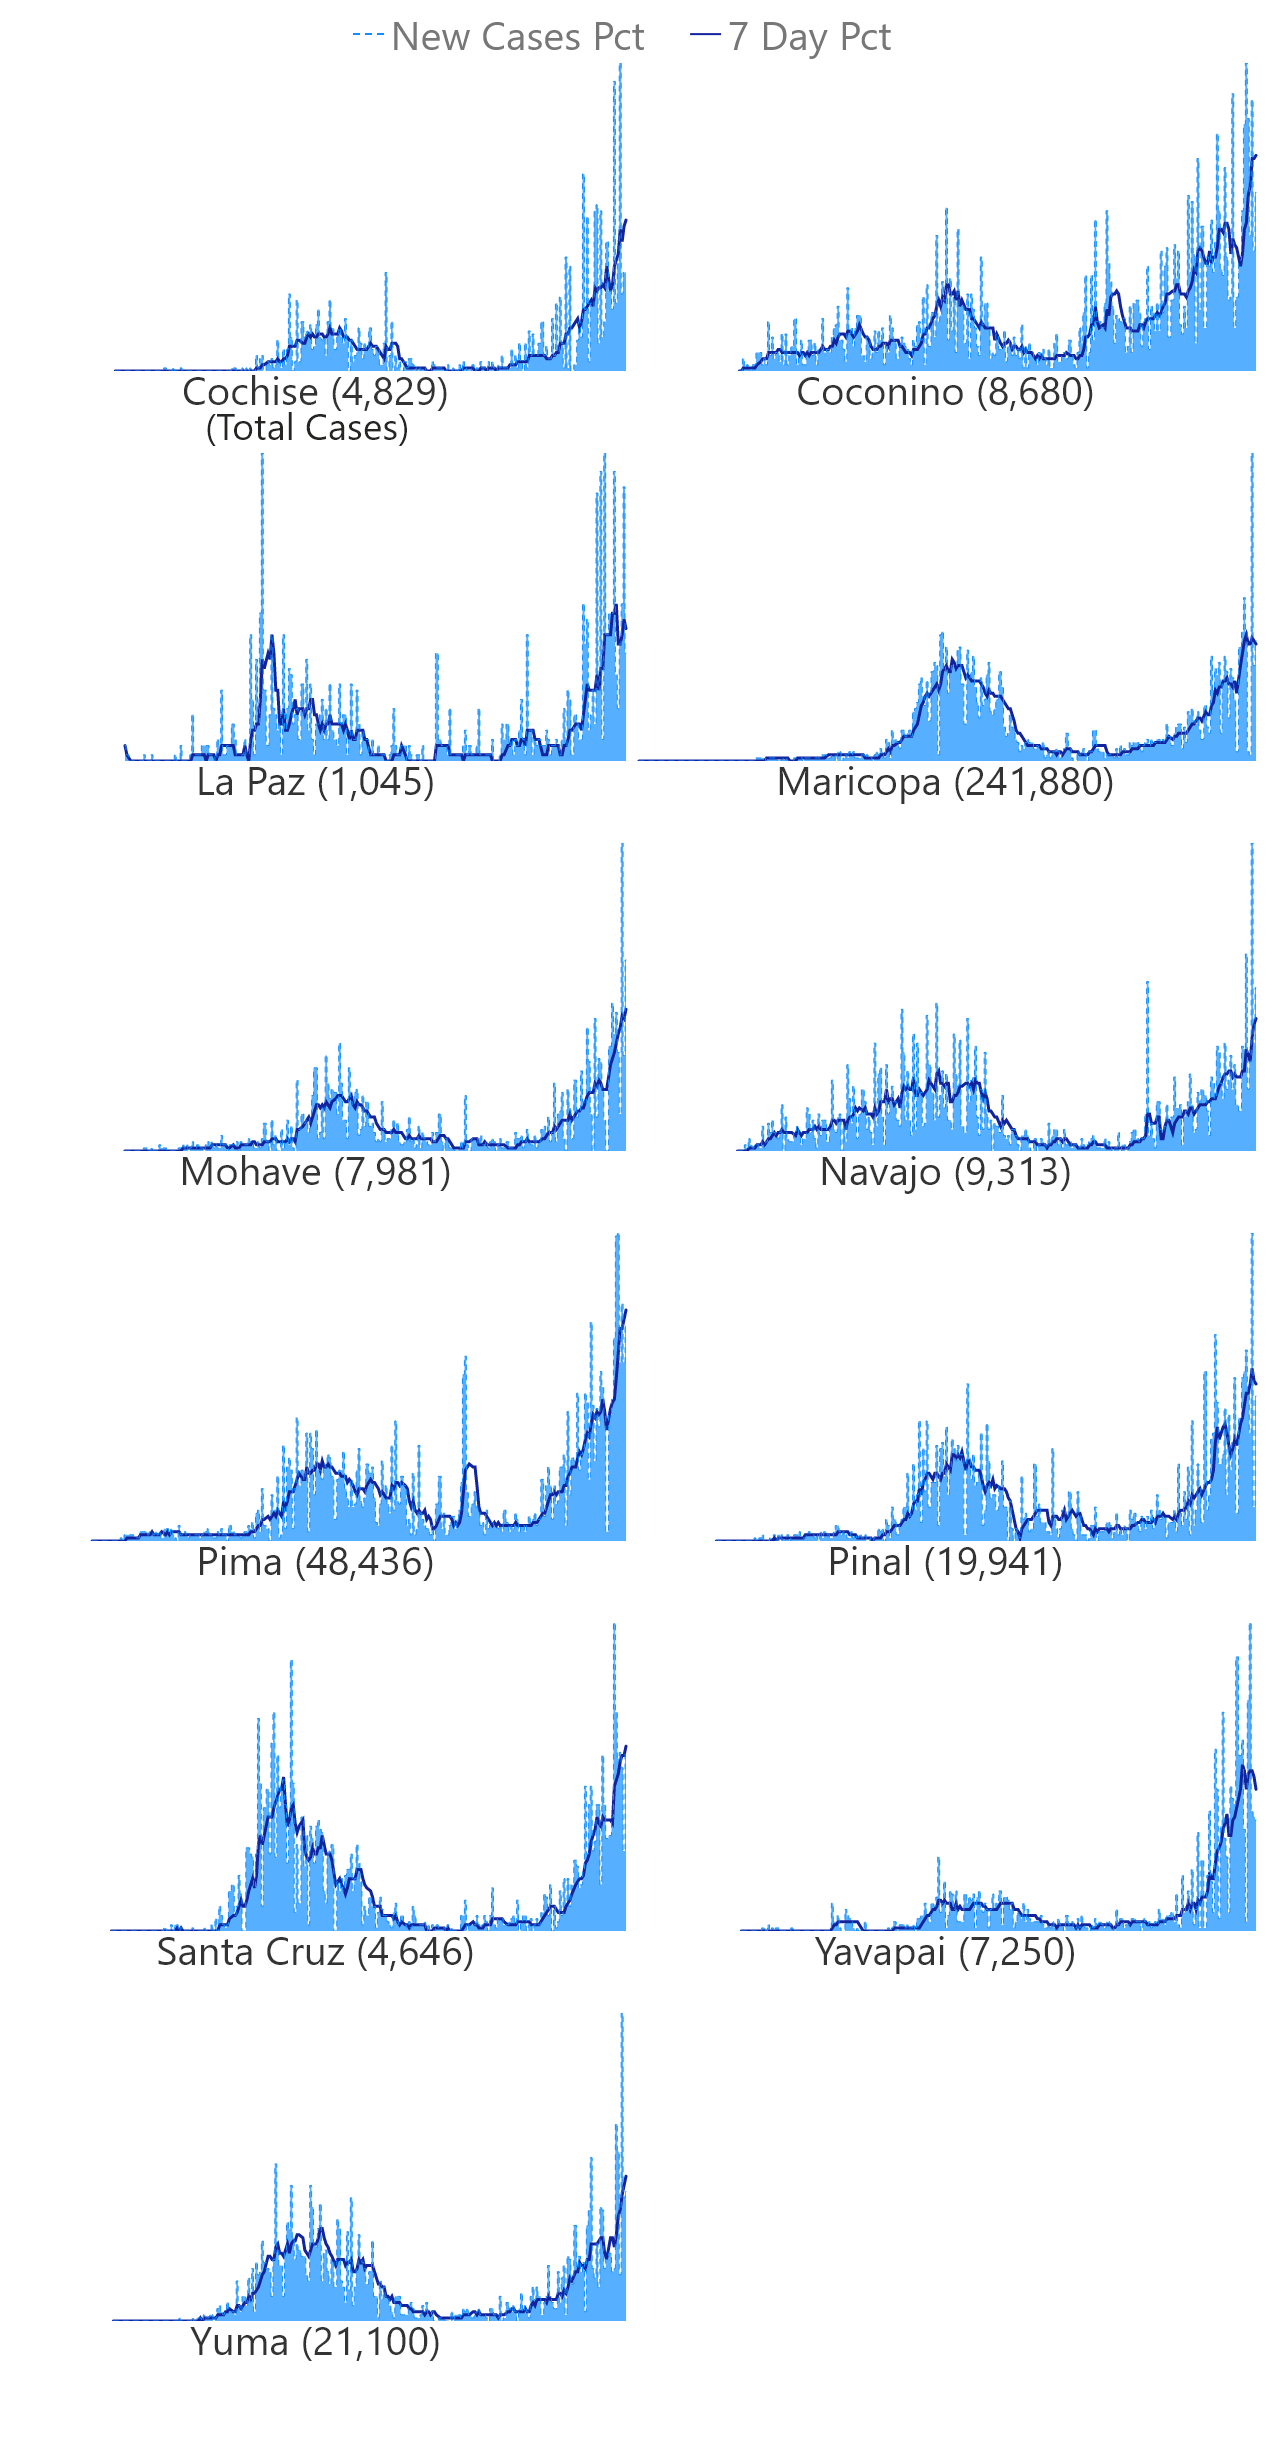 New Cases Pct 7 Day Pct
Cochise (4,829) Coconino (8,680)
(Total Cases)
La Paz (1,045) Maricopa (241,880)
Mohave (7,981) Navajo (9,313)
Pima (48,436) Pinal (19,941)
Santa Cruz (4,646) Yavapai (7,250)
Yuma (21,100)